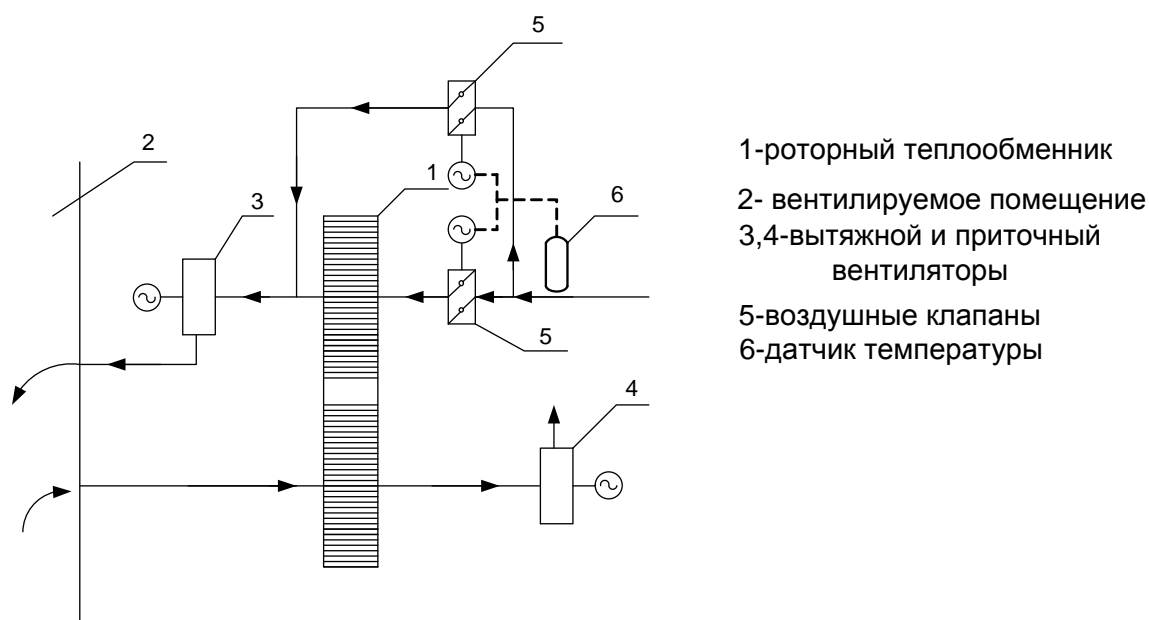 5
2
1
6
3
5
4
1-роторный теплообменник
2- вентилируемое помещение
3,4-вытяжной и приточный
вентиляторы
5-воздушные клапаны
6-датчик температуры